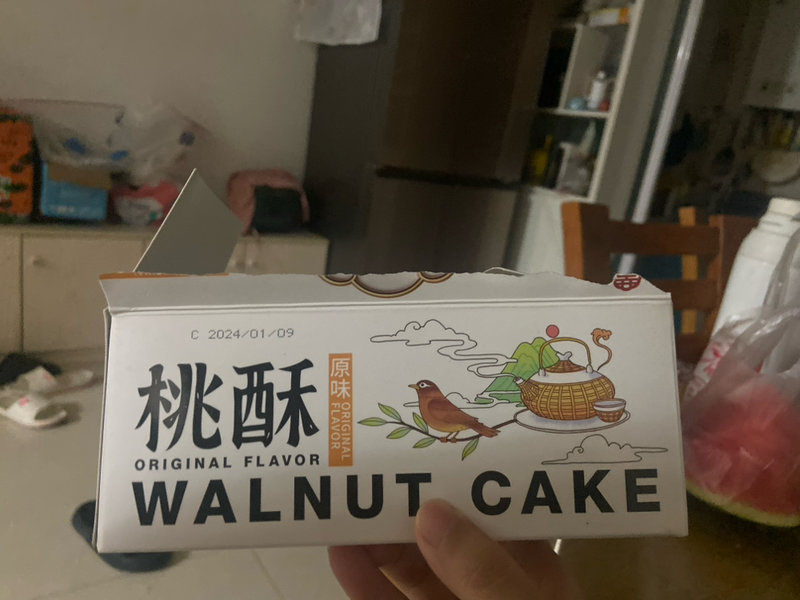 C 2024/01/09
桃酥
原味
ORIGINAL
FLAVOR
ORIGINAL FLAVOR
WALNUT CAKE